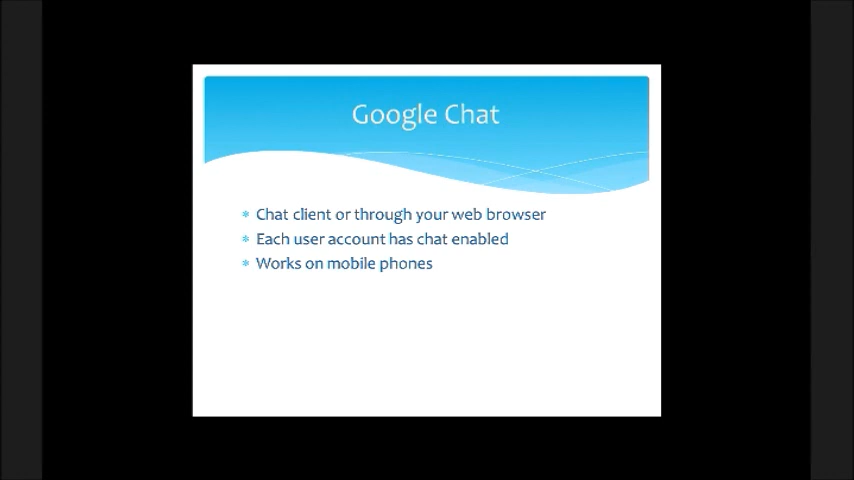 Google Chat
* Chat client or through your web browser
* Each user account has chat enabled
* Works on mobile phones